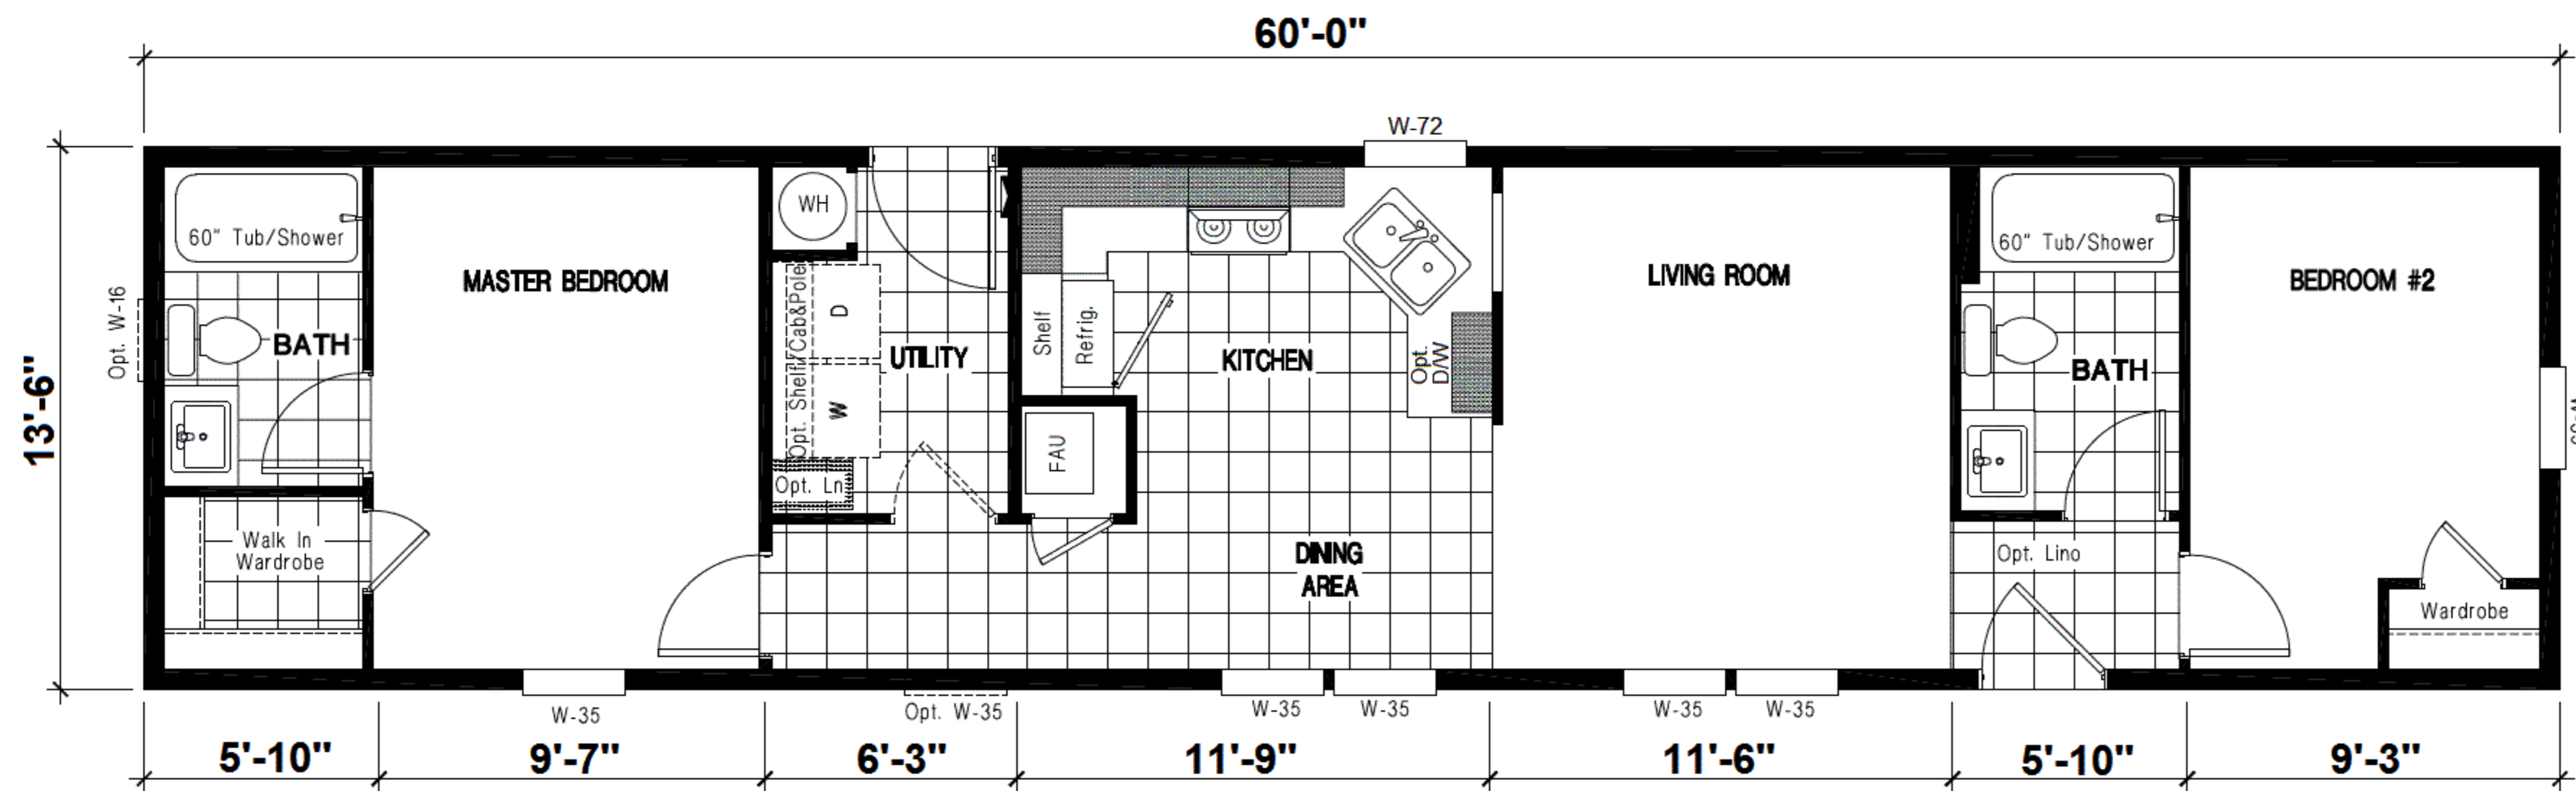 60'-0"
W-72
WH
60" Tub/Shower
60" Tub/Shower
MASTER BEDROOM
LIVING ROOM
BEDROOM #2
Opt. W-16
BATH
Opt. Shelf/Cab&Pole
D
W
UTILITY
Shelf
Refrig.
KITCHEN
Opt.
D/W
BATH
13'-6"
FAU
Opt. Ln
Walk In
Wardrobe
DINING
AREA
Opt. Lino
Wardrobe
W-35
Opt. W-35
W-35
W-35
W-35
W-35
5'-10"
9'-7"
6'-3"
11'-9"
11'-6"
5'-10"
9'-3"